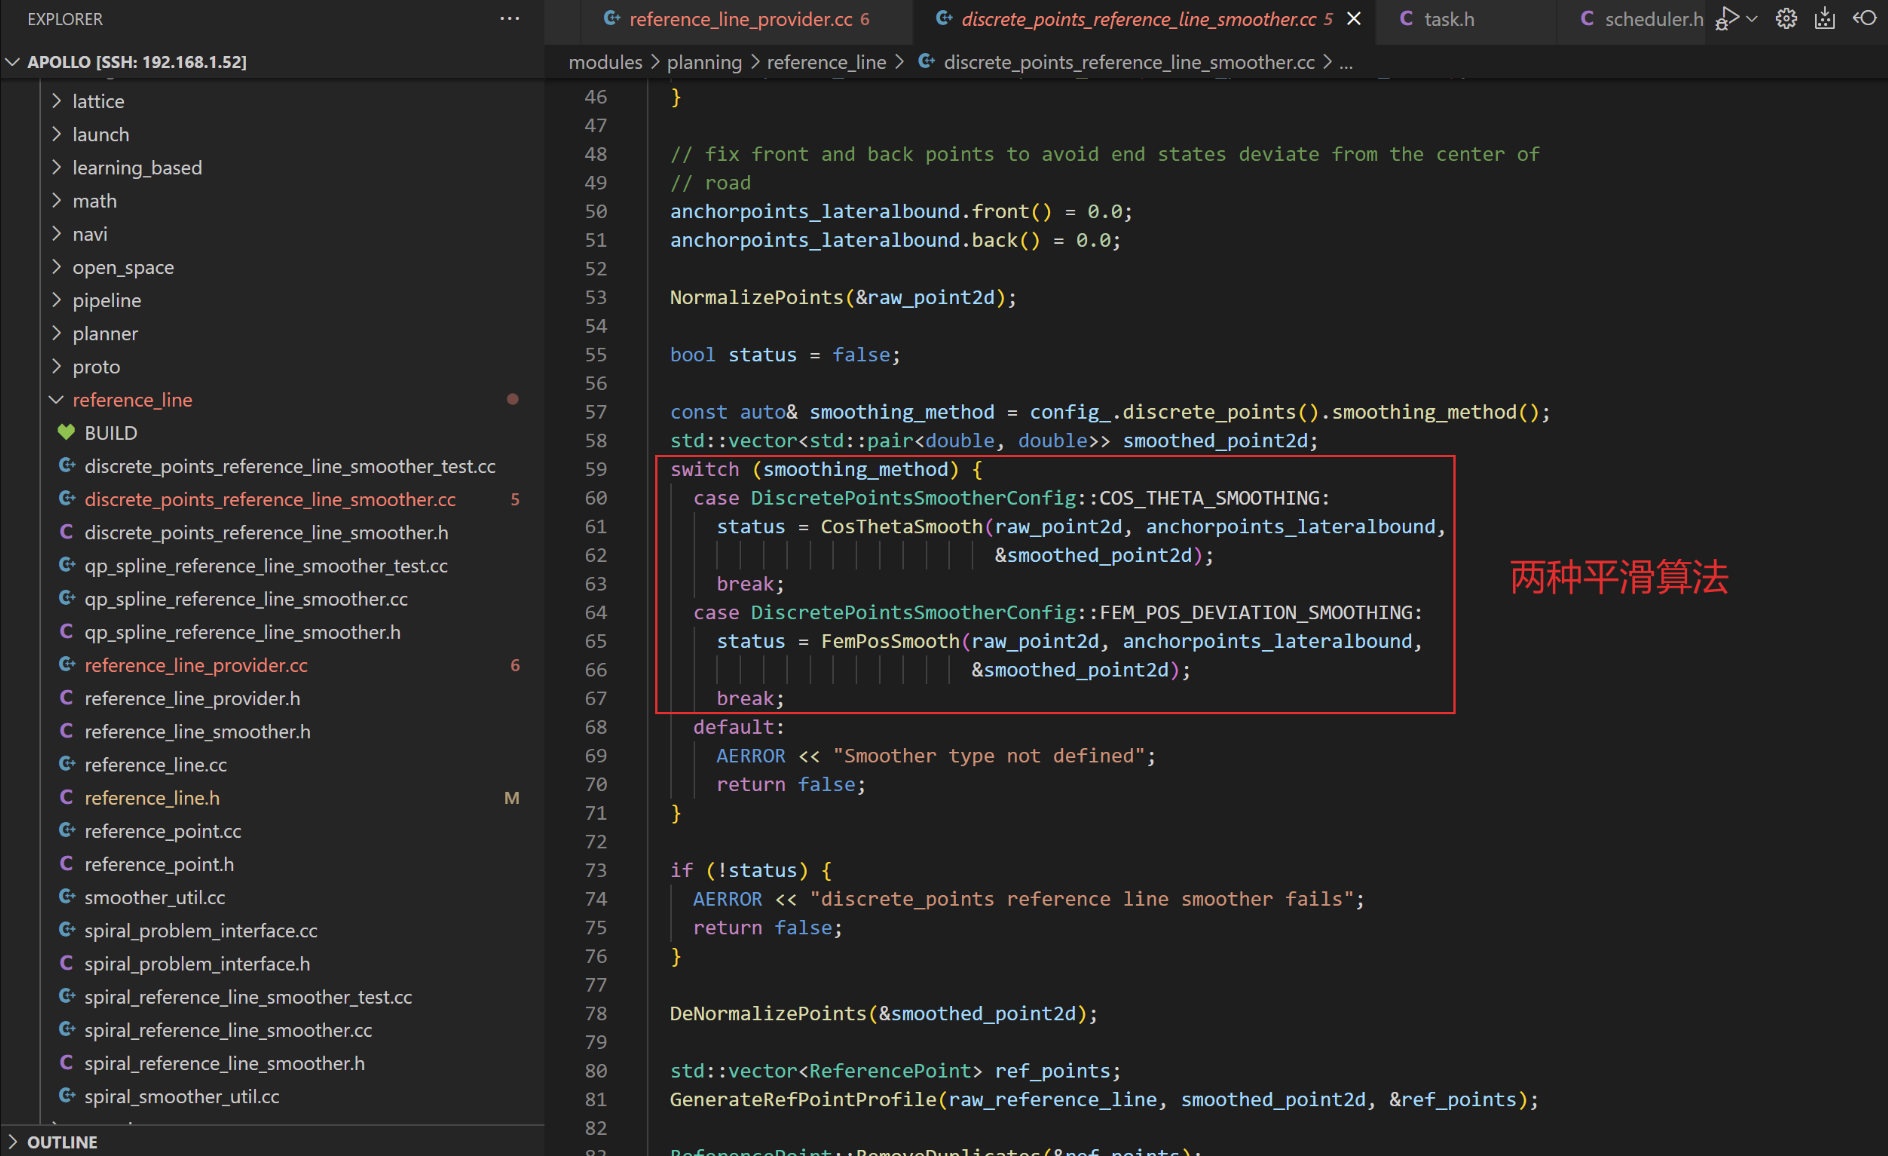 EXPLORER
···
reference_line_provider.cc 6
discrete_points_reference_line_smoother.cc 5
task.h
scheduler.h
APOLLO [SSH: 192.168.1.52]
modules > planning > reference_line > discrete_points_reference_line_smoother.cc > ...
lattice
launch
learning_based
math
navi
open_space
pipeline
planner
proto
reference_line
BUILD
discrete_points_reference_line_smoother_test.cc
discrete_points_reference_line_smoother.cc 5
discrete_points_reference_line_smoother.h
qp_spline_reference_line_smoother_test.cc
qp_spline_reference_line_smoother.cc
qp_spline_reference_line_smoother.h
reference_line_provider.cc 6
reference_line_provider.h
reference_line_smoother.h
reference_line.cc
reference_line.h M
reference_point.cc
reference_point.h
smoother_util.cc
spiral_problem_interface.cc
spiral_problem_interface.h
spiral_reference_line_smoother_test.cc
spiral_reference_line_smoother.cc
spiral_reference_line_smoother.h
spiral_smoother_util.cc
OUTLINE
46 }
47
48 // fix front and back points to avoid end states deviate from the center of
49 // road
50 anchorpoints_lateralbound.front() = 0.0;
51 anchorpoints_lateralbound.back() = 0.0;
52
53 NormalizePoints(&raw_point2d);
54
55 bool status = false;
56
57 const auto& smoothing_method = config_.discrete_points().smoothing_method();
58 std::vector<std::pair<double, double>> smoothed_point2d;
59 switch (smoothing_method) {
60 case DiscretePointsSmootherConfig::COS_THETA_SMOOTHING:
61 status = CosThetaSmooth(raw_point2d, anchorpoints_lateralbound,
62 &smoothed_point2d);
63 break;
64 case DiscretePointsSmootherConfig::FEM_POS_DEVIATION_SMOOTHING:
65 status = FemPosSmooth(raw_point2d, anchorpoints_lateralbound,
66 &smoothed_point2d);
67 break;
68 default:
69 AERROR << "Smoother type not defined";
70 return false;
71 }
72
73 if (!status) {
74 AERROR << "discrete_points reference line smoother fails";
75 return false;
76 }
77
78 DeNormalizePoints(&smoothed_point2d);
79
80 std::vector<ReferencePoint> ref_points;
81 GenerateRefPointProfile(raw_reference_line, smoothed_point2d, &ref_points);
82
83 ReferencePoint::RemoveDuplicates(&ref_points);
两种平滑算法